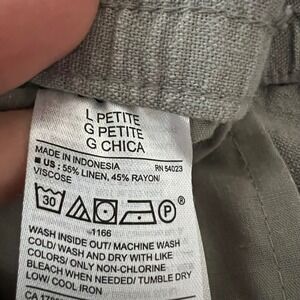 L PETITE
G PETITE
G CHICA
MADE IN INDONESIA RN 54023
US : 55% LINEN, 45% RAYON/
VISCOSE
30 P
1166
WASH INSIDE OUT/ MACHINE WASH
COLD/ WASH AND DRY WITH LIKE
COLORS/ ONLY NON-CHLORINE
BLEACH WHEN NEEDED/ TUMBLE DRY
LOW/ COOL IRON